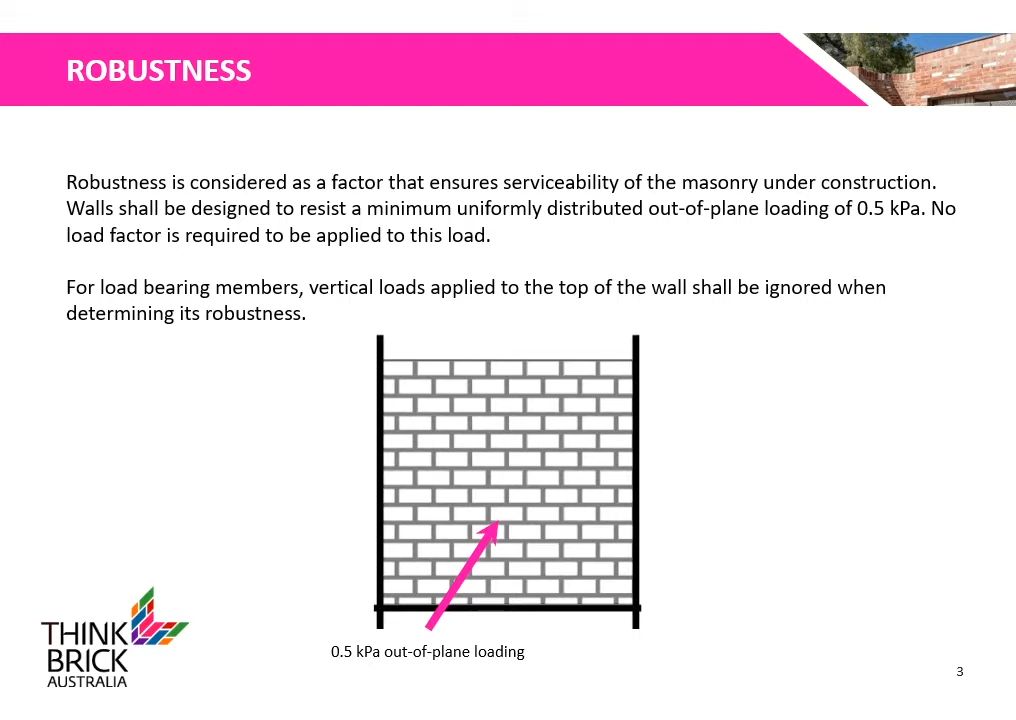 ROBUSTNESS
Robustness is considered as a factor that ensures serviceability of the masonry under construction.
Walls shall be designed to resist a minimum uniformly distributed out-of-plane loading of 0.5 kPa. No
load factor is required to be applied to this load.
For load bearing members, vertical loads applied to the top of the wall shall be ignored when
determining its robustness.
THINK
BRICK
AUSTRALIA
0.5 kPa out-of-plane loading
3